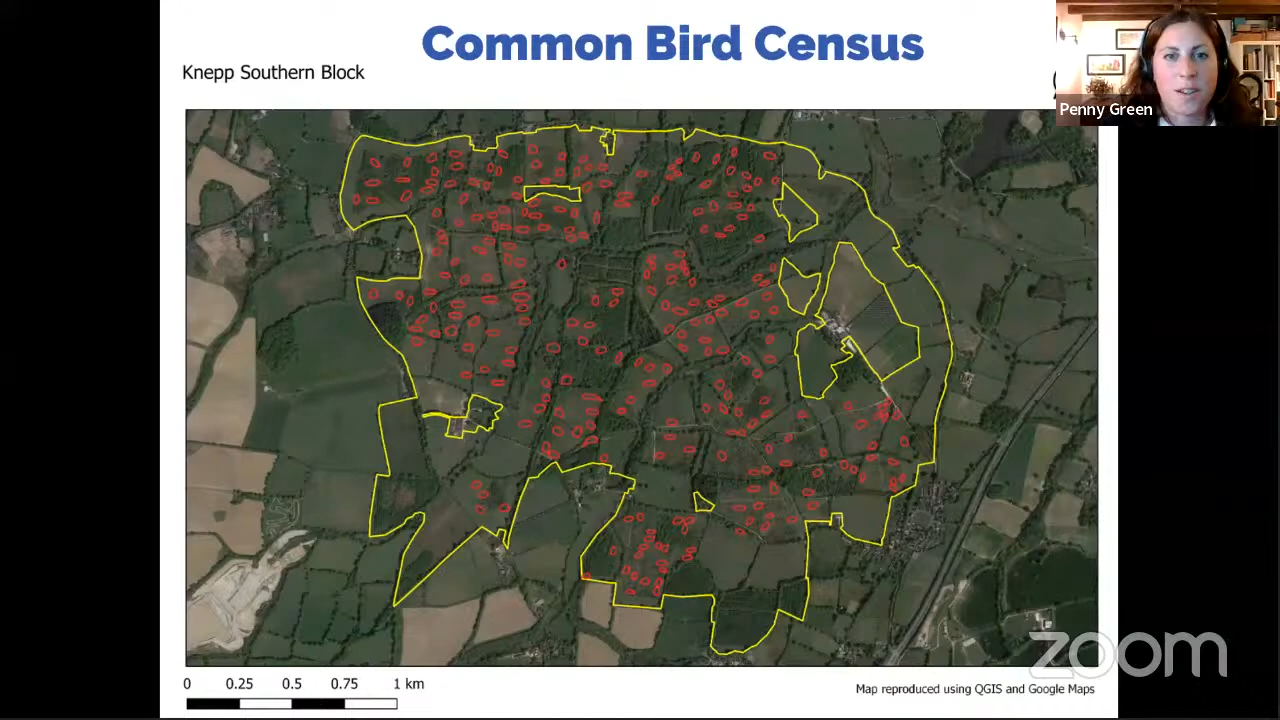 Common Bird Census
Knepp Southern Block
Penny Green
0 0.25 0.5 0.75 1 km
Map reproduced using QGIS and Google Maps
zoom